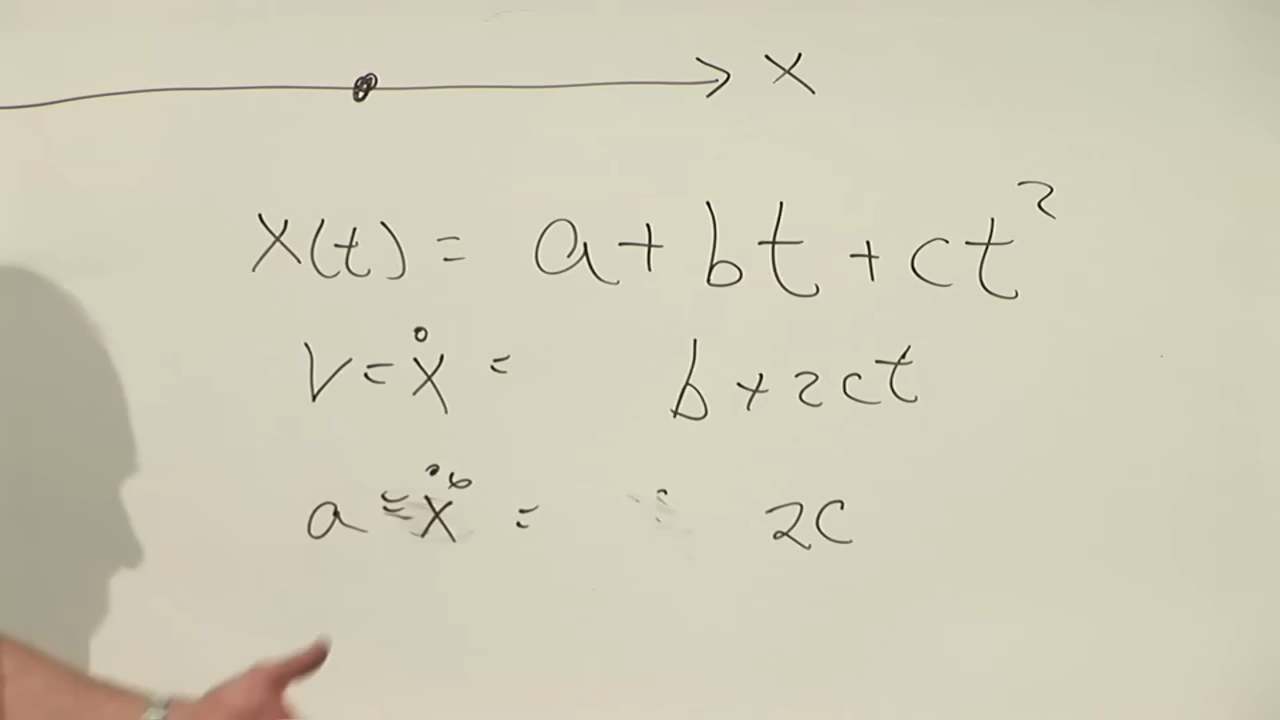 X
X(t) = a + bt + ct²
V = ẋ = b + 2ct
a = ẍ = 2c